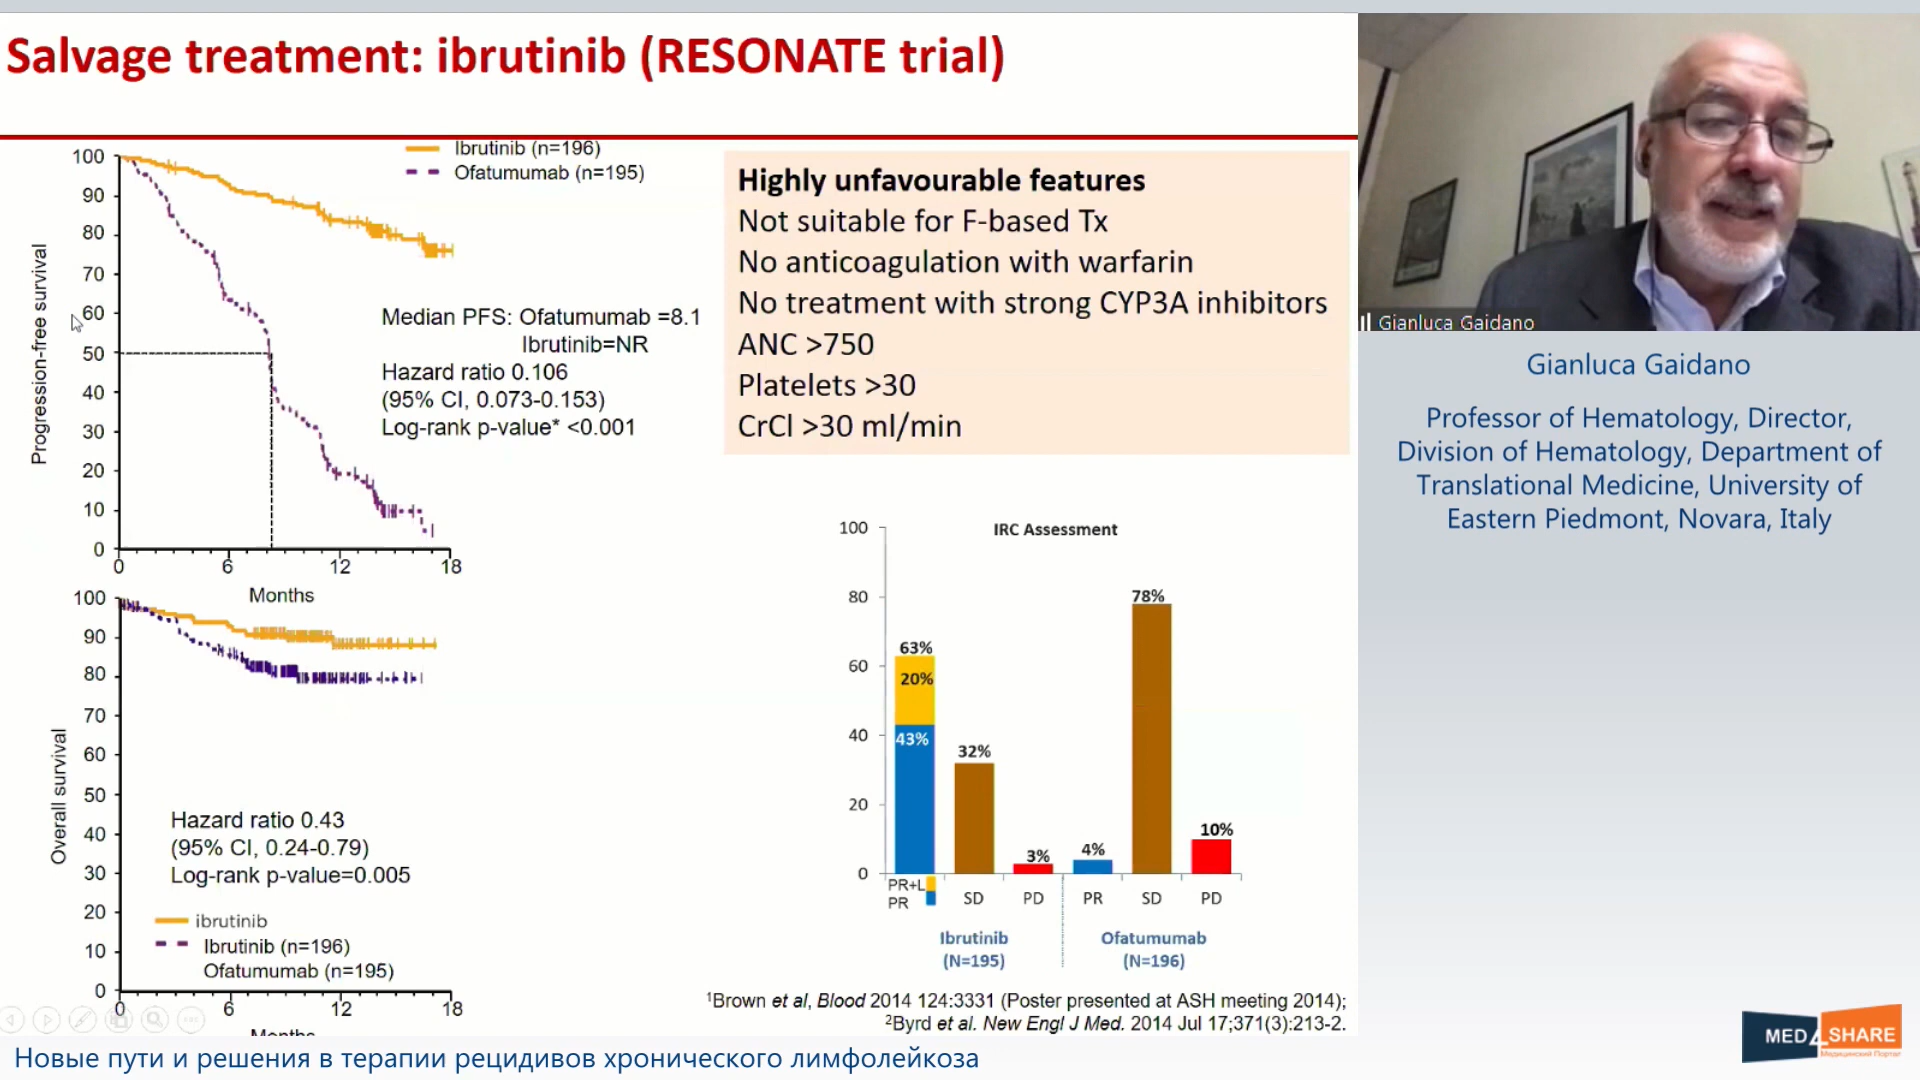 Salvage treatment: ibrutinib (RESONATE trial)
Ibrutinib (n=196)
Ofatumumab (n=195)
100
90
80
70
60
50
40
30
20
10
0
Progression-free survival
Median PFS: Ofatumumab =8.1
Ibrutinib=NR
Hazard ratio 0.106
(95% CI, 0.073-0.153)
Log-rank p-value* <0.001
0 6 12 18
Months
100
90
80
70
60
50
40
30
20
10
0
Overall survival
Hazard ratio 0.43
(95% CI, 0.24-0.79)
Log-rank p-value=0.005
ibrutinib
Ibrutinib (n=196)
Ofatumumab (n=195)
0 6 12 18
Months
Highly unfavourable features
Not suitable for F-based Tx
No anticoagulation with warfarin
No treatment with strong CYP3A inhibitors
ANC >750
Platelets >30
CrCl >30 ml/min
IRC Assessment
100
80
60
40
20
0
63%
20%
43%
32%
3%
4%
78%
10%
PR+L
PR
SD PD PR SD PD
Ibrutinib
(N=195)
Ofatumumab
(N=196)
¹Brown et al, Blood 2014 124:3331 (Poster presented at ASH meeting 2014);
²Byrd et al. New Engl J Med. 2014 Jul 17;371(3):213-2.
Gianluca Gaidano
Gianluca Gaidano
Professor of Hematology, Director,
Division of Hematology, Department of
Translational Medicine, University of
Eastern Piedmont, Novara, Italy
MED4SHARE
Медицинский Портал
Новые пути и решения в терапии рецидивов хронического лимфолейкоза